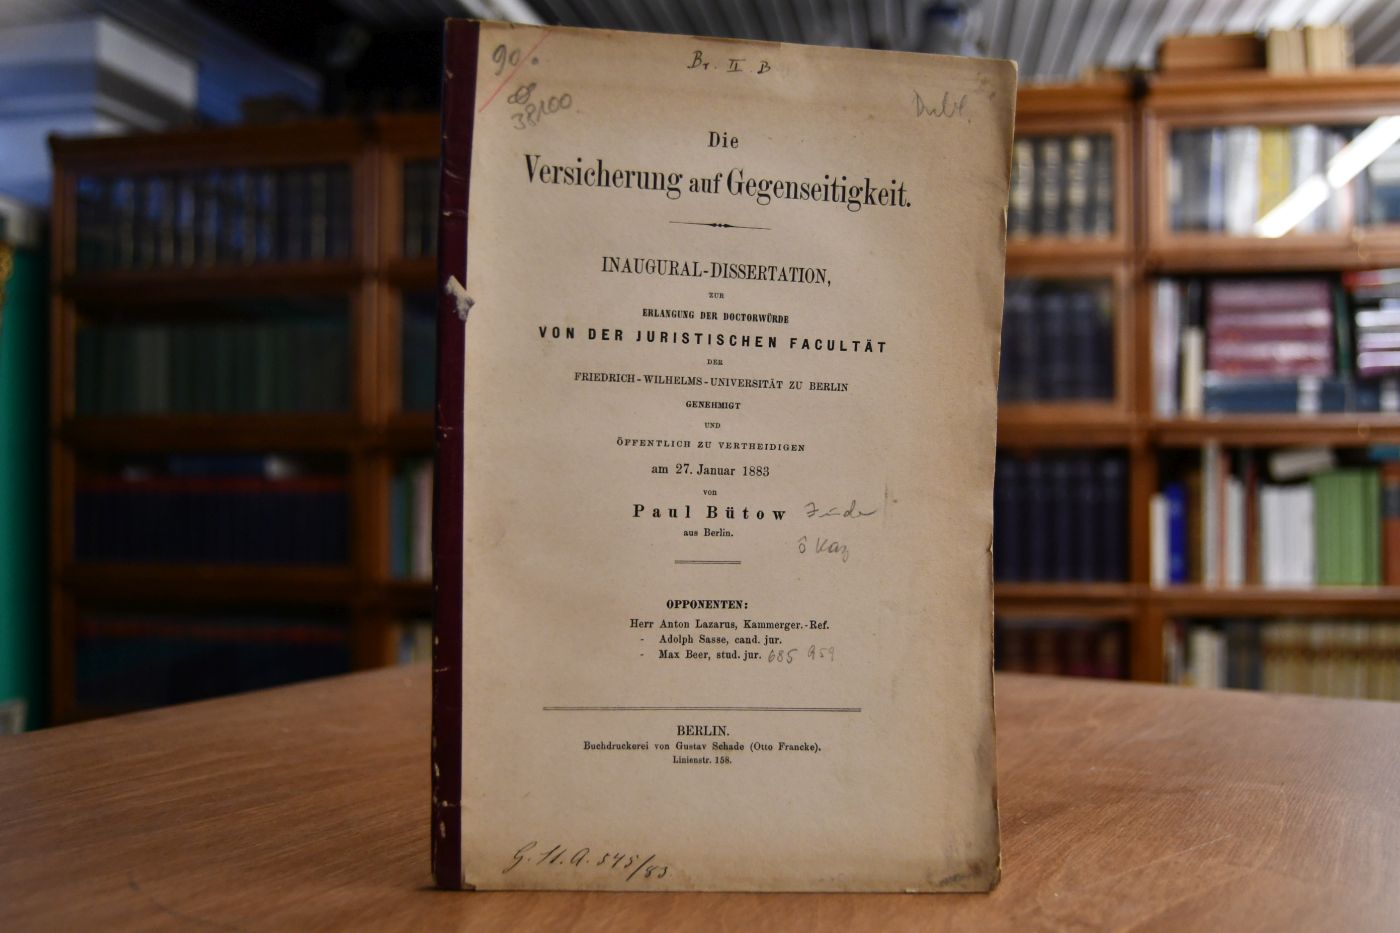 90.
Br. II. B
38100
Die
Versicherung auf Gegenseitigkeit.
INAUGURAL-DISSERTATION,
ZUR
ERLANGUNG DER DOCTORWÜRDE
VON DER JURISTISCHEN FACULTÄT
DER
FRIEDRICH-WILHELMS-UNIVERSITÄT ZU BERLIN
GENEHMIGT
UND
ÖFFENTLICH ZU VERTHEIDIGEN
am 27. Januar 1883
von
Paul Bütow
aus Berlin.
OPPONENTEN:
Herr Anton Lazarus, Kammerger.-Ref.
- Adolph Sasse, cand. jur.
- Max Beer, stud. jur. 685 959
BERLIN.
Buchdruckerei von Gustav Schade (Otto Francke).
Linienstr. 158.
G. H. A. 545/83